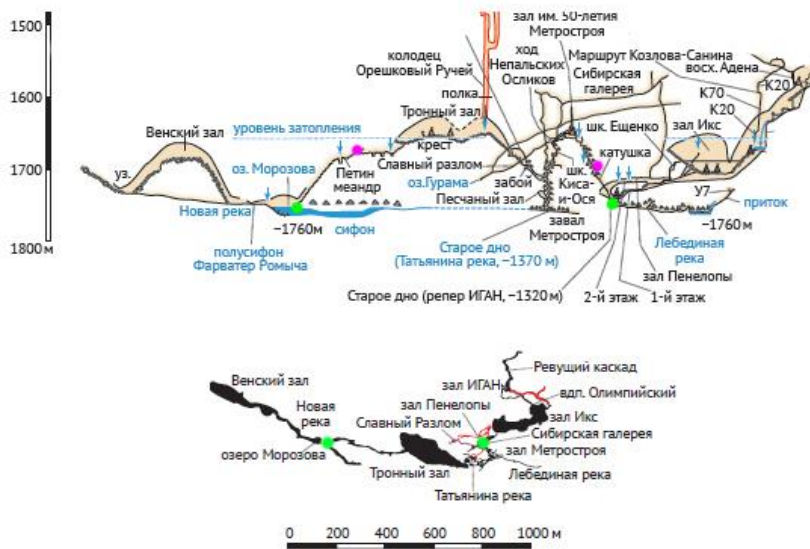 1500
1600
1700
1800 м
зал им. 50-летия
Метростроя
ход
Непальских
Осликов
колодец
Орешковый Ручей
полка
Тронный зал
Сибирская
галерея
Маршрут Козлова-Санина
восх. Адена
К20
К70
К20
Венский зал
уровень затопления
крест
шк. Ещенко
зал Икс
катушка
уз.
оз. Морозова
Петин
меандр
Славный разлом
оз.Гурама
забой
Песчаный зал
шк.
Киса-
и-Ося
завал
Метростроя
У7
приток
Новая река
−1760м
сифон
−1760м
полусифон
Фарватер Ромыча
Старое дно
(Татьянина река, −1370 м)
Лебединая
река
зал Пенелопы
Старое дно (репер ИГАН, −1320 м)
2-й этаж
1-й этаж
Ревущий каскад
Венский зал
зал ИГАН
вдп. Олимпийский
Новая
река
зал Пенелопы
Славный Разлом
зал Икс
Сибирская галерея
озеро Морозова
зал Метростроя
Тронный зал
Лебединая река
Татьянина река
0 200 400 600 800 1000 м